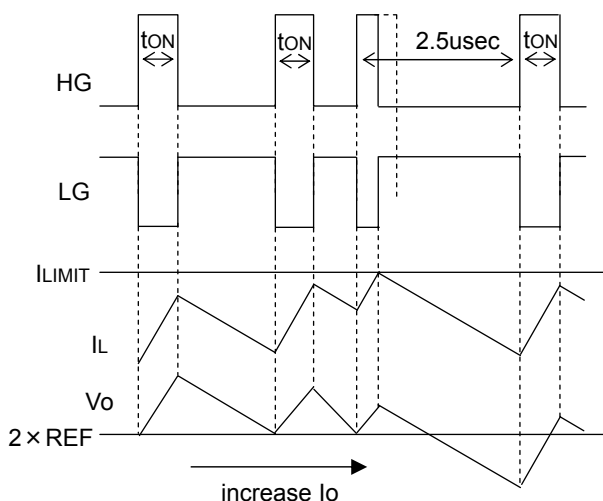 tON tON 2.5usec tON
HG
LG
ILIMIT
IL
Vo
2×REF
increase Io